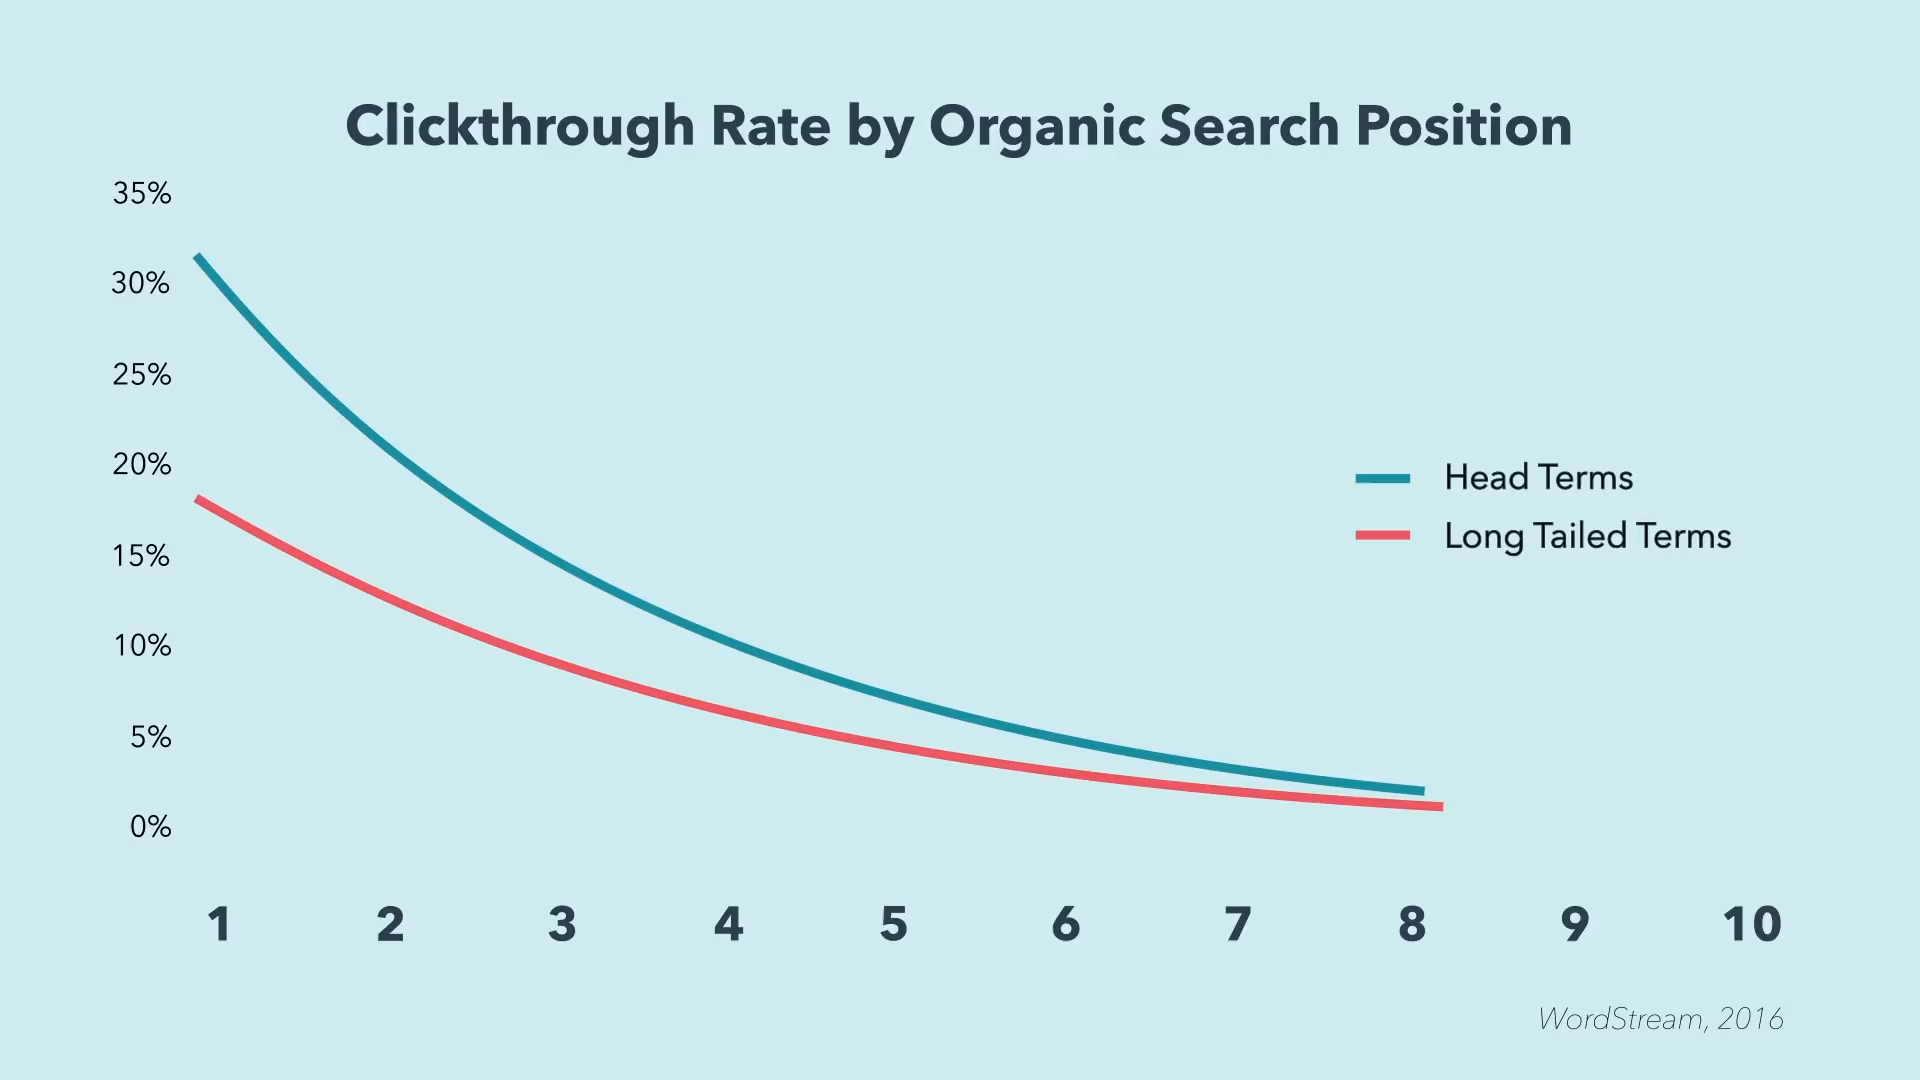 Clickthrough Rate by Organic Search Position
35%
30%
25%
20%
15%
10%
5%
0%
Head Terms
Long Tailed Terms
1 2 3 4 5 6 7 8 9 10
WordStream, 2016